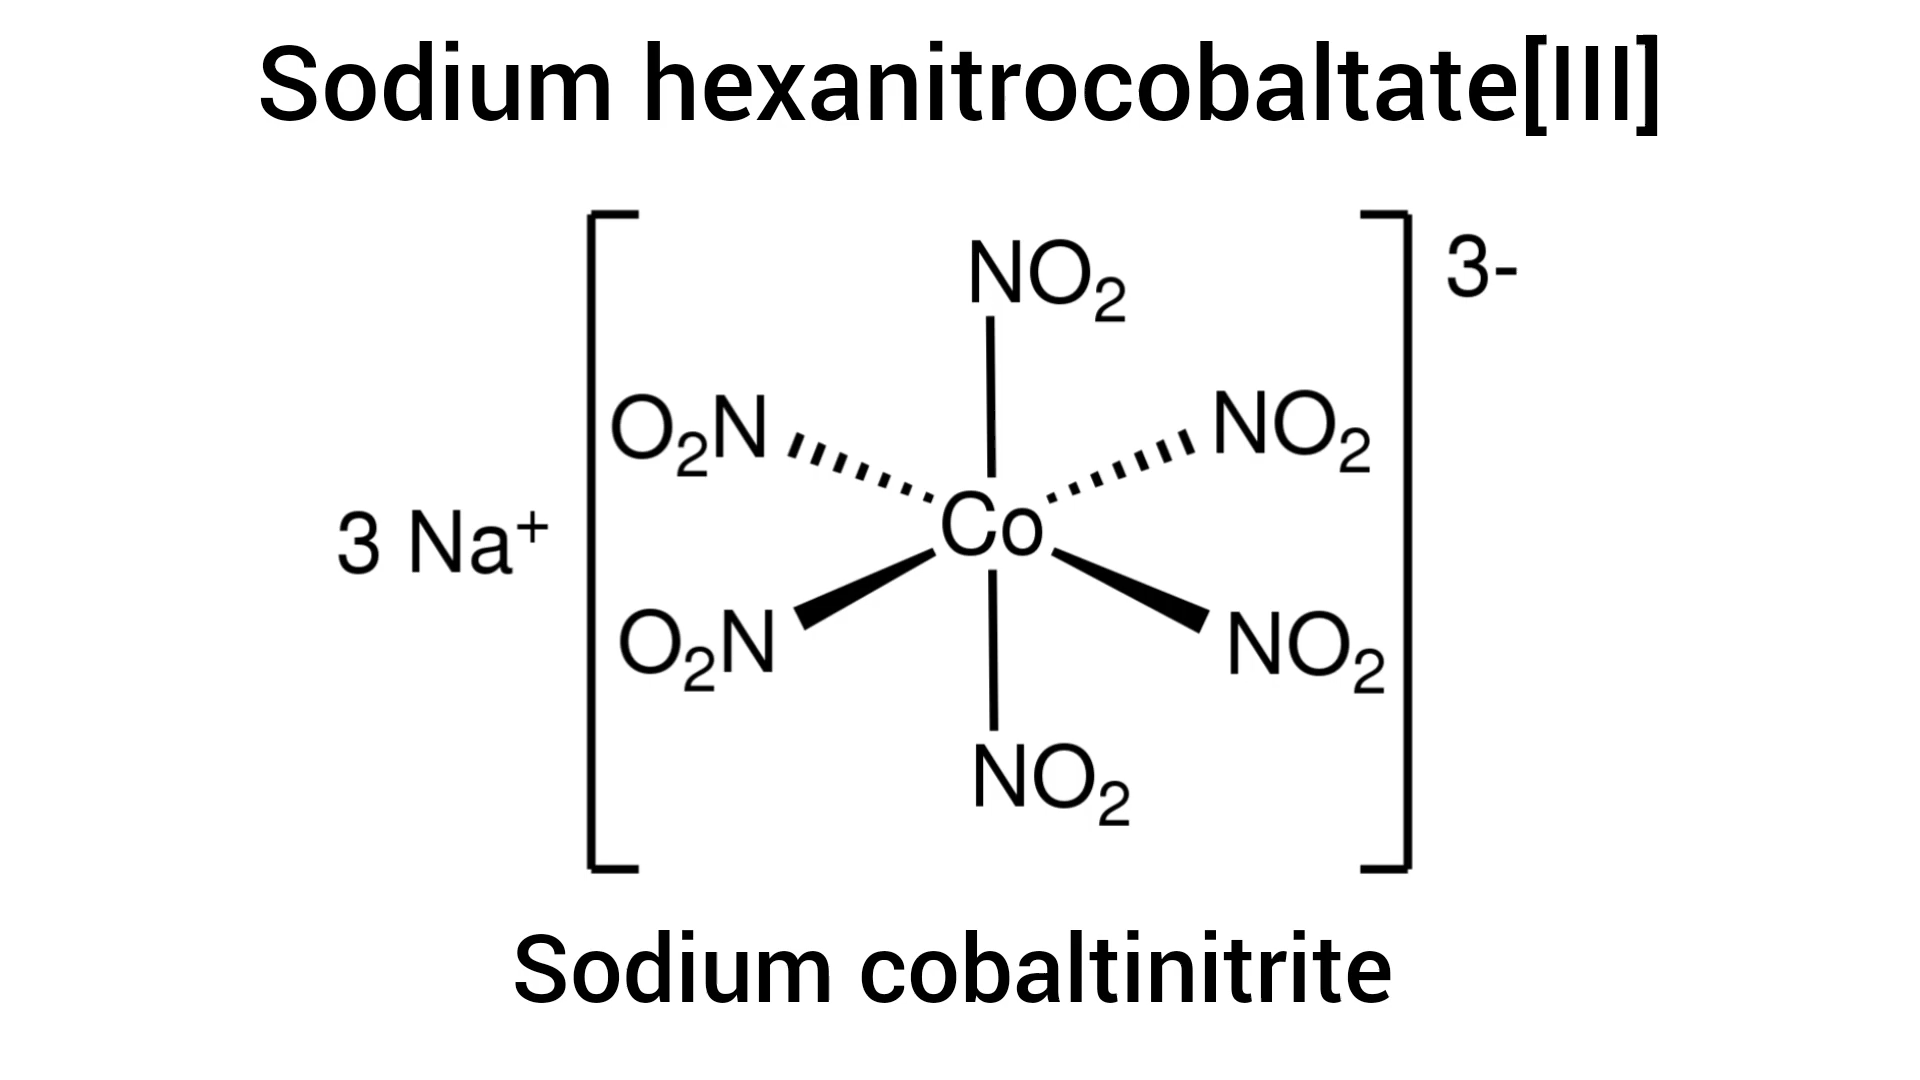 Sodium hexanitrocobaltate[III]
3-
NO₂
O₂N
NO₂
3 Na⁺
Co
O₂N
NO₂
NO₂
Sodium cobaltinitrite